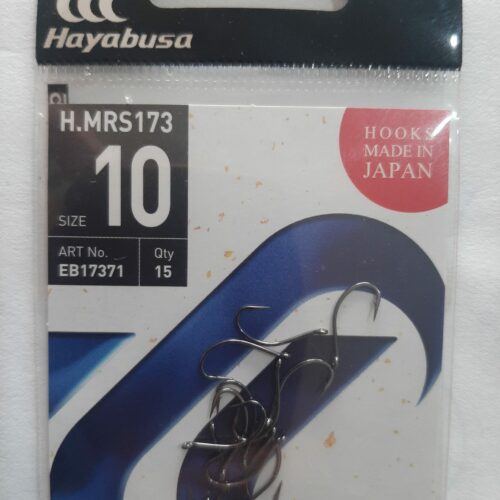 Hayabusa
H.MRS173
SIZE 10
ART No. Qty
EB17371 15
HOOKS
MADE IN
JAPAN